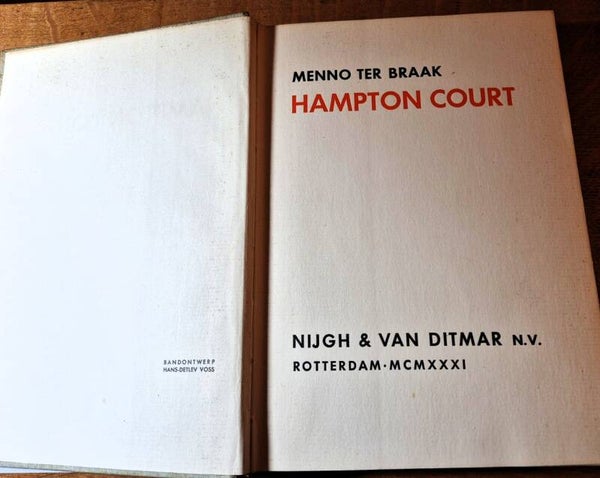 BANDONTWERP
HANS-DETLEV VOSS
MENNO TER BRAAK
HAMPTON COURT
NIJGH & VAN DITMAR N.V.
ROTTERDAM·MCMXXXI